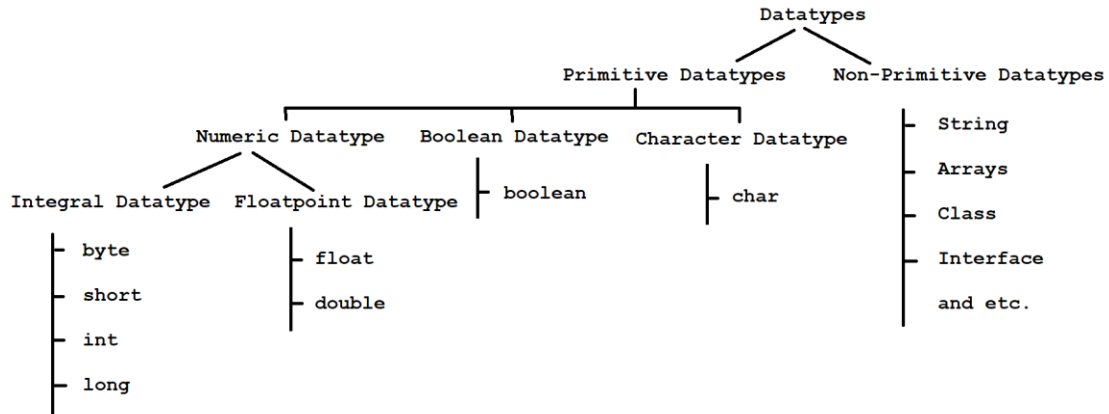 Datatypes
Primitive Datatypes
Non-Primitive Datatypes
Numeric Datatype
Boolean Datatype
Character Datatype
Integral Datatype
Floatpoint Datatype
byte
short
int
long
float
double
boolean
char
String
Arrays
Class
Interface
and etc.